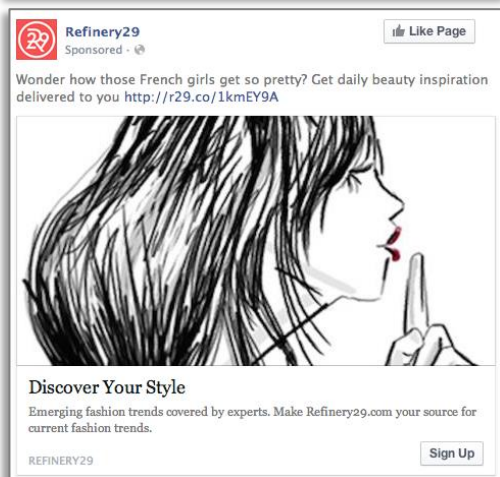 29
Refinery29
Like Page
Sponsored ·
Wonder how those French girls get so pretty? Get daily beauty inspiration
delivered to you http://r29.co/1kmEY9A
Discover Your Style
Emerging fashion trends covered by experts. Make Refinery29.com your source for
current fashion trends.
REFINERY29
Sign Up